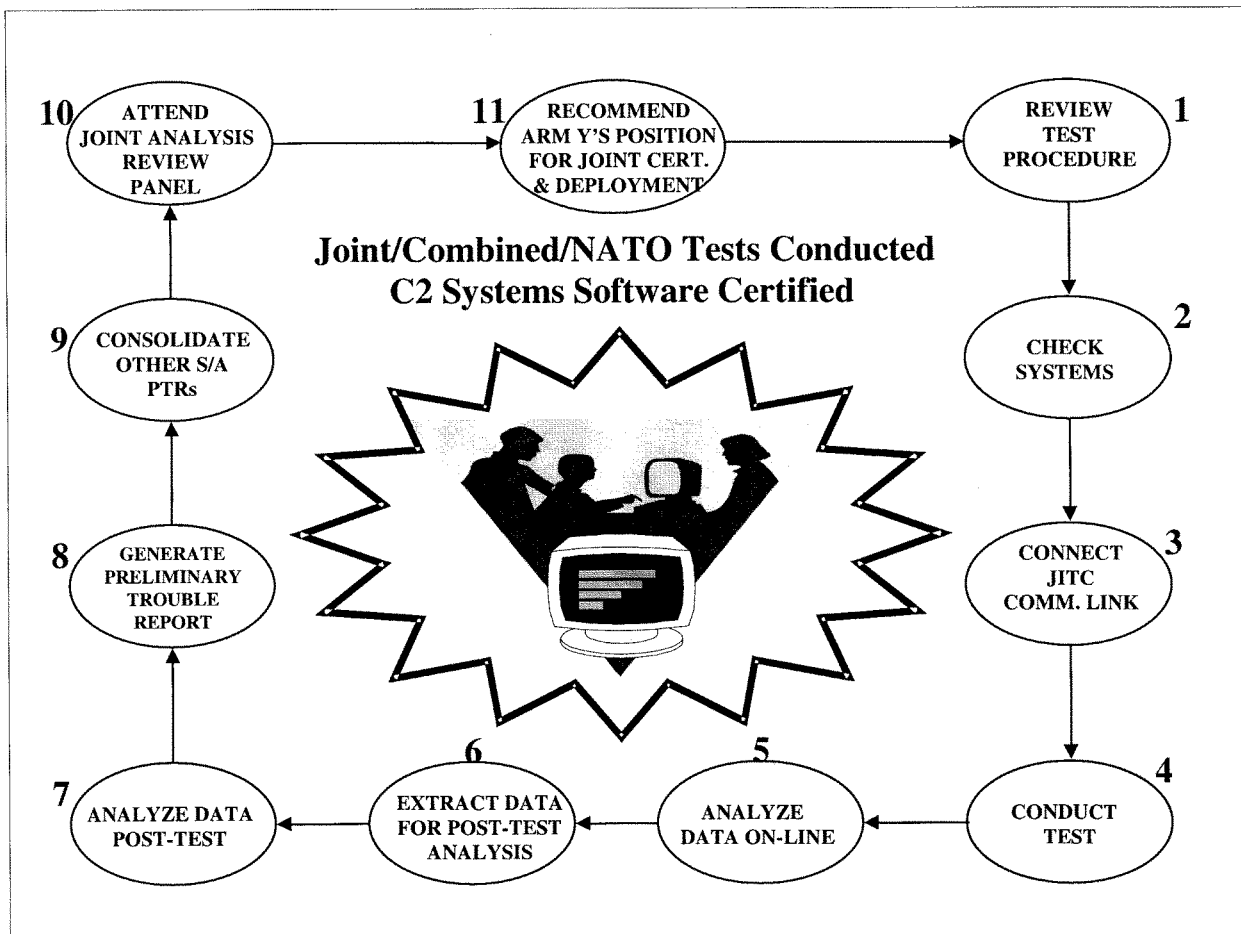 10
ATTEND
JOINT ANALYSIS
REVIEW
PANEL
11
RECOMMEND
ARM Y'S POSITION
FOR JOINT CERT.
& DEPLOYMENT
1
REVIEW
TEST
PROCEDURE
Joint/Combined/NATO Tests Conducted
C2 Systems Software Certified
2
CHECK
SYSTEMS
9
CONSOLIDATE
OTHER S/A
PTRs
3
CONNECT
JITC
COMM. LINK
8
GENERATE
PRELIMINARY
TROUBLE
REPORT
4
CONDUCT
TEST
5
ANALYZE
DATA ON-LINE
6
EXTRACT DATA
FOR POST-TEST
ANALYSIS
7
ANALYZE DATA
POST-TEST